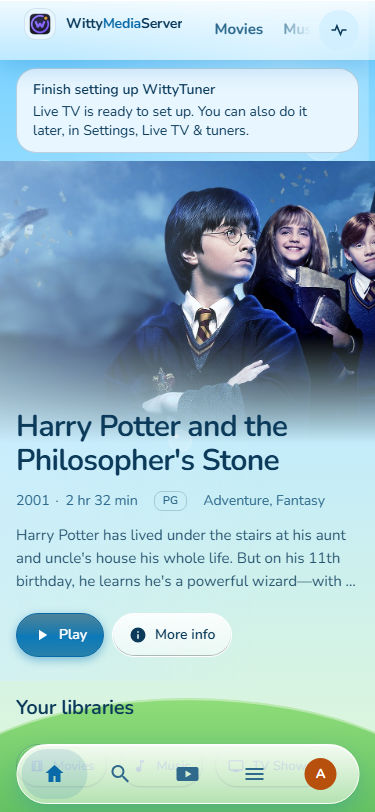 WittyMediaServer
Movies
Finish setting up WittyTuner
Live TV is ready to set up. You can also do it
later, in Settings, Live TV & tuners.
Harry Potter and the
Philosopher's Stone
2001 · 2 hr 32 min PG Adventure, Fantasy
Harry Potter has lived under the stairs at his aunt
and uncle's house his whole life. But on his 11th
birthday, he learns he's a powerful wizard—with ...
Play More info
Your libraries
A